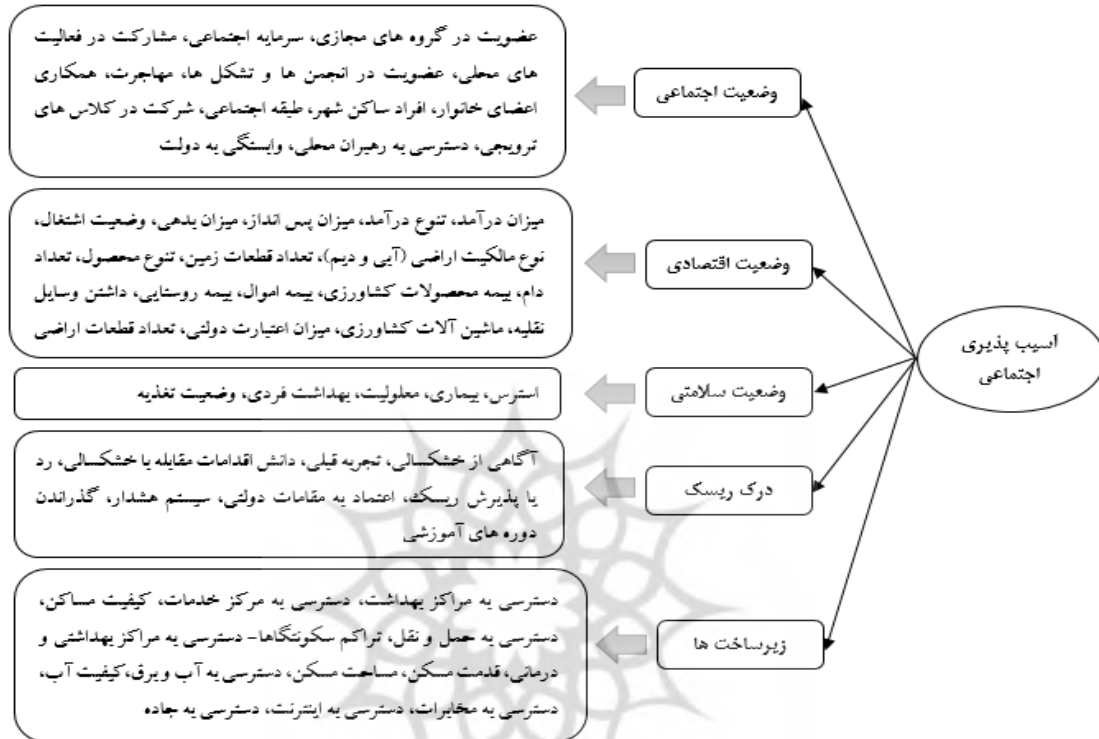 آسیب پذیری
اجتماعی
وضعیت اجتماعی
عضویت در گروه های مجازی، سرمایه اجتماعی، مشارکت در فعالیت
های محلی، عضویت در انجمن ها و تشکل ها، مهاجرت، همکاری
اعضای خانوار، افراد ساکن شهر، طبقه اجتماعی، شرکت در کلاس های
ترویجی، دسترسی به رهبران محلی، وابستگی به دولت
وضعیت اقتصادی
میزان درآمد، تنوع درآمد، میزان پس انداز، میزان بدهی، وضعیت اشتغال،
نوع مالکیت اراضی (آبی و دیم)، تعداد قطعات زمین، تنوع محصول، تعداد
دام، بیمه محصولات کشاورزی، بیمه اموال، بیمه روستایی، داشتن وسایل
نقلیه، ماشین آلات کشاورزی، میزان اعتبارت دولتی، تعداد قطعات اراضی
وضعیت سلامتی
استرس، بیماری، معلولیت، بهداشت فردی، وضعیت تغذیه
درک ریسک
آگاهی از خشکسالی، تجربه قبلی، دانش اقدامات مقابله با خشکسالی، رد
یا پذیرش ریسک، اعتماد به مقامات دولتی، سیستم هشدار، گذراندن
دوره های آموزشی
زیرساخت ها
دسترسی به مراکز بهداشت، دسترسی به مرکز خدمات، کیفیت مساکن،
دسترسی به حمل و نقل، تراکم سکونتگاها- دسترسی به مراکز بهداشتی و
درمانی، قدمت مسکن، مساحت مسکن، دسترسی به آب و برق،کیفیت آب،
دسترسی به مخابرات، دسترسی به اینترنت، دسترسی به جاده